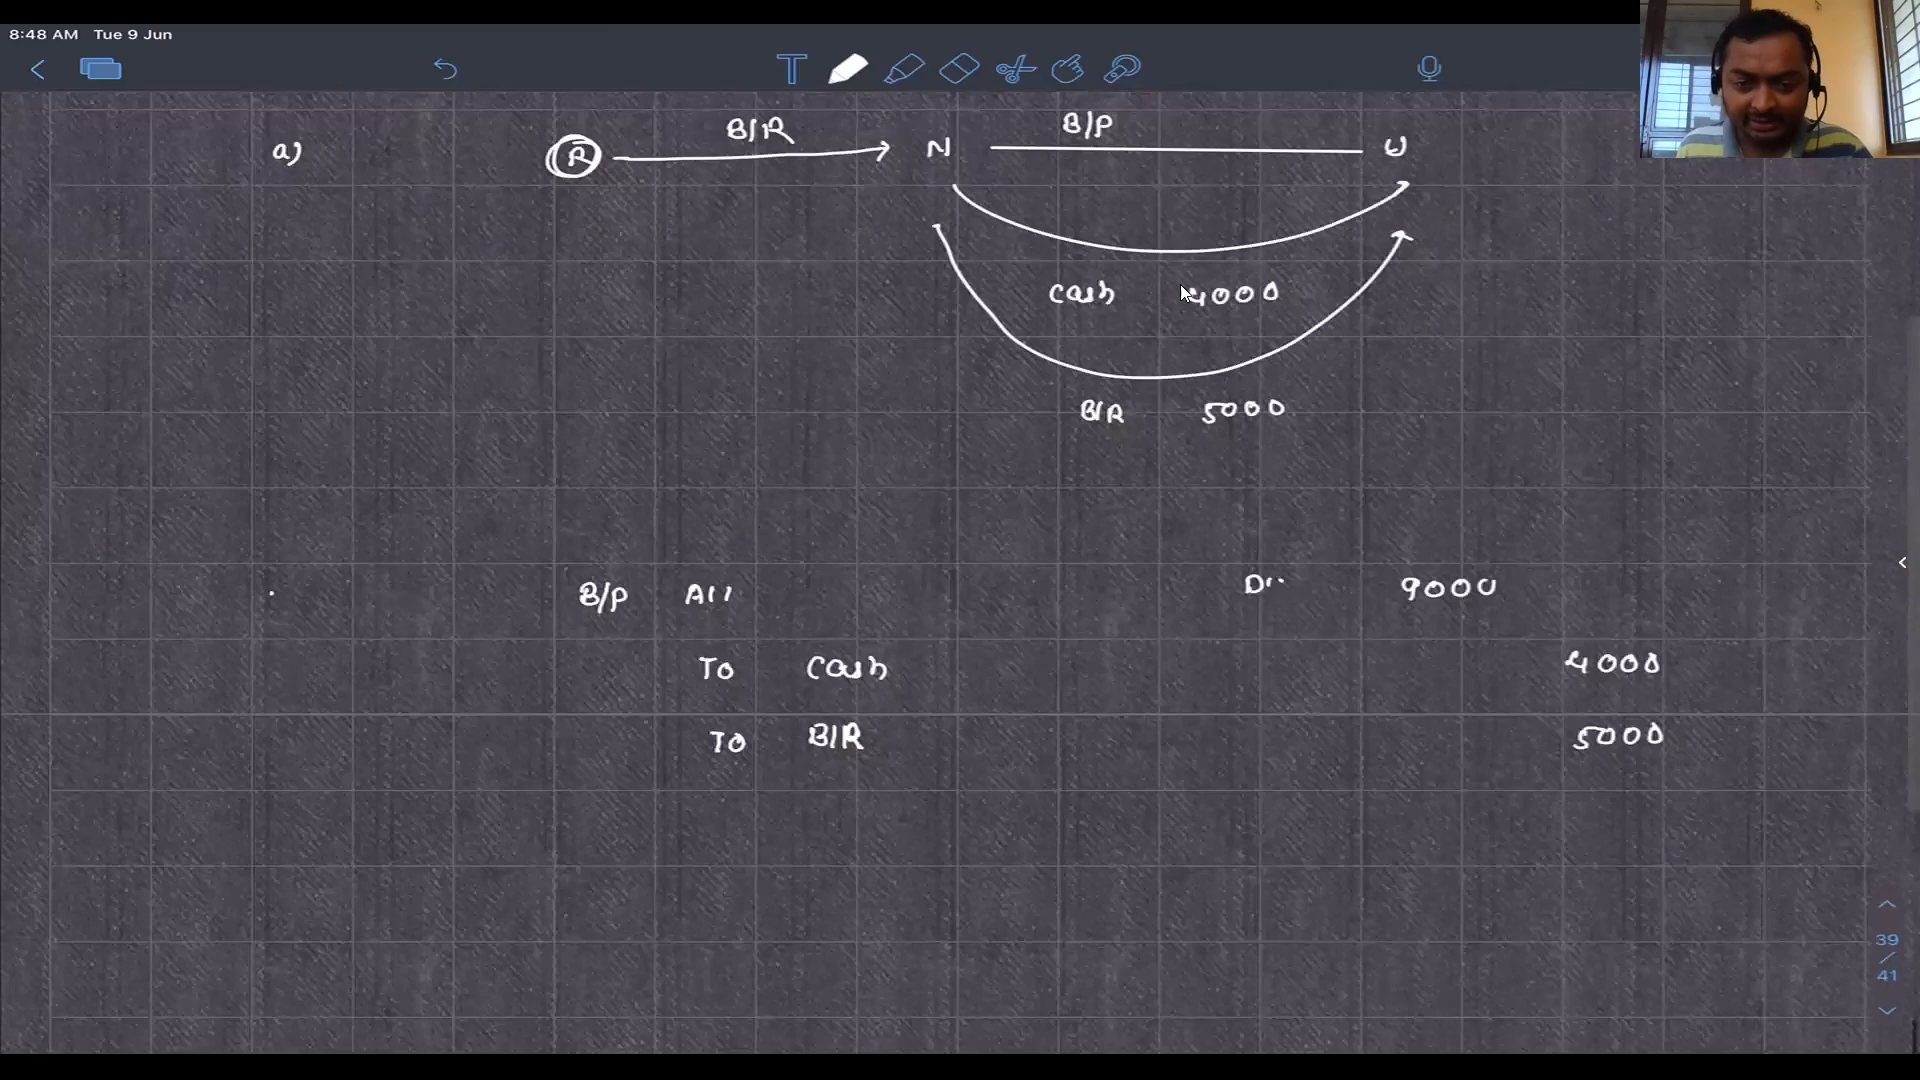 8:48 AM Tue 9 Jun
a) R B/R N B/P U
Cash 4000
B/R 5000
B/P A/c Dr. 9000
To Cash 4000
To B/R 5000
39
/
41